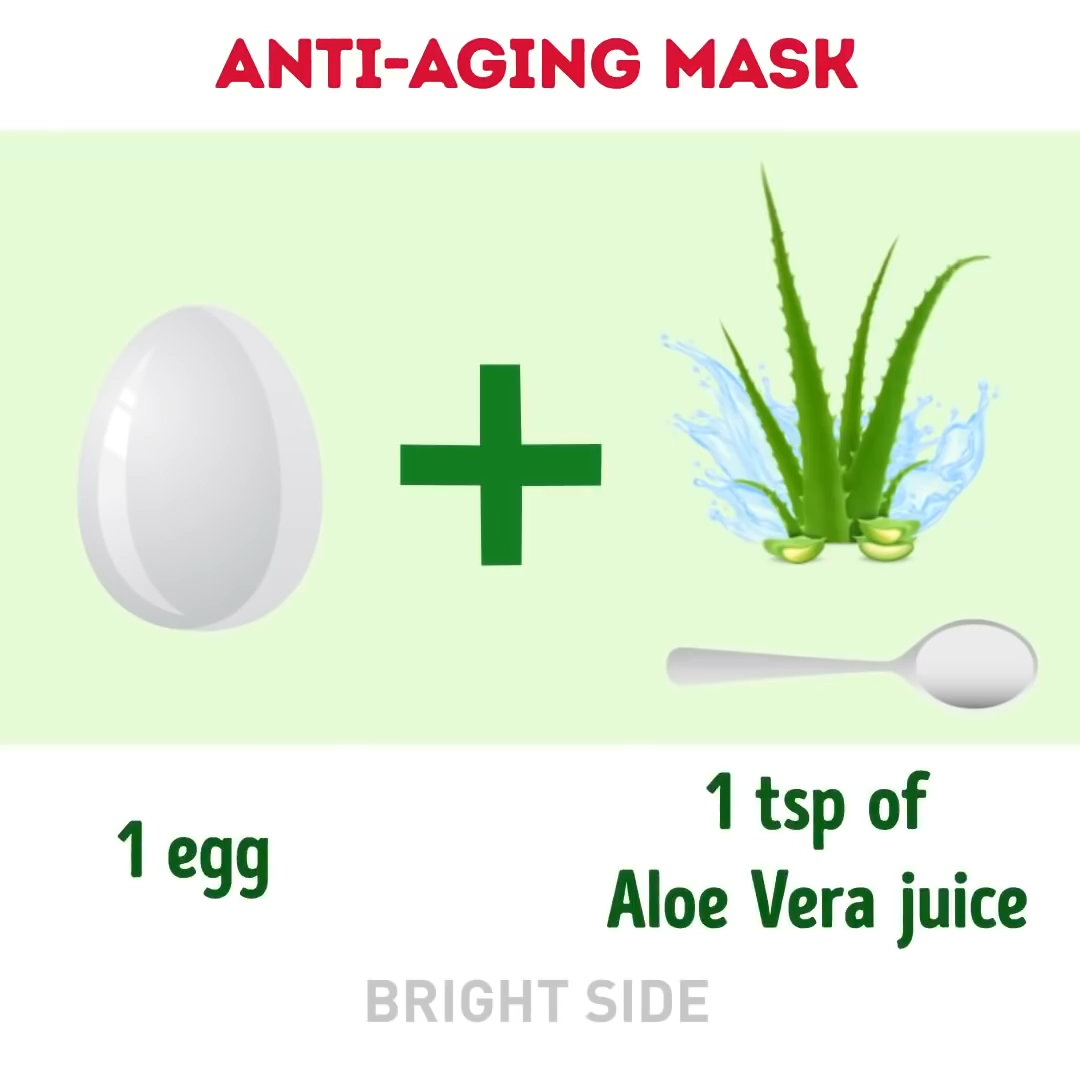 ANTI-AGING MASK
1 egg
1 tsp of
Aloe Vera juice
BRIGHT SIDE